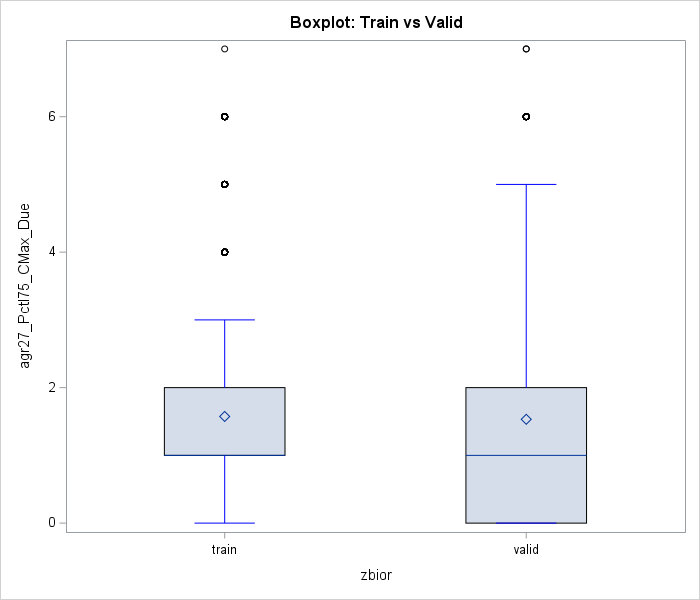 Boxplot: Train vs Valid
agr27_Pctl75_CMax_Due
6
4
2
0
train
valid
zbior